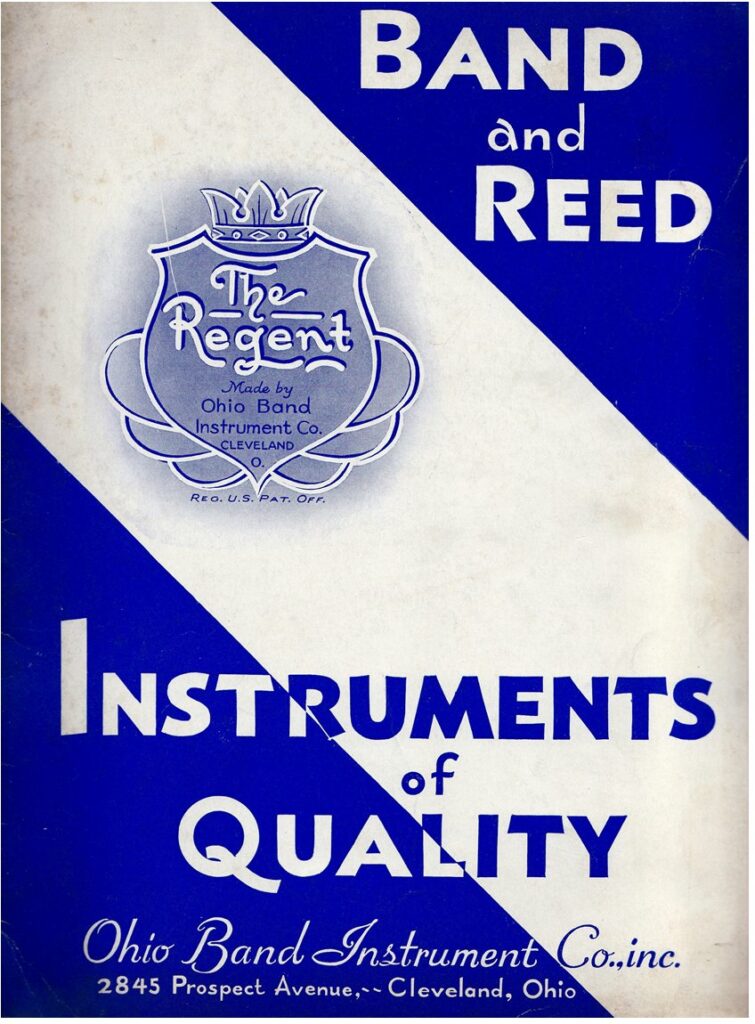 BAND
and
REED
The
Regent
Made by
Ohio Band
Instrument Co.
CLEVELAND
O.
REG. U.S. PAT. OFF.
INSTRUMENTS
of
QUALITY
Ohio Band Instrument Co., inc.
2845 Prospect Avenue,-- Cleveland, Ohio